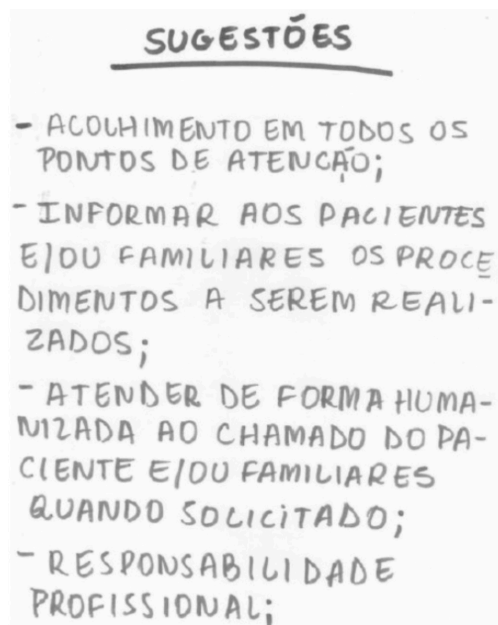 SUGESTÕES
- ACOLHIMENTO EM TODOS OS
PONTOS DE ATENÇÃO;
- INFORMAR AOS PACIENTES
E/OU FAMILIARES OS PROCE
DIMENTOS A SEREM REALI-
ZADOS;
- ATENDER DE FORMA HUMA-
NIZADA AO CHAMADO DO PA-
CIENTE E/OU FAMILIARES
QUANDO SOLICITADO;
- RESPONSABILIDADE
PROFISSIONAL;